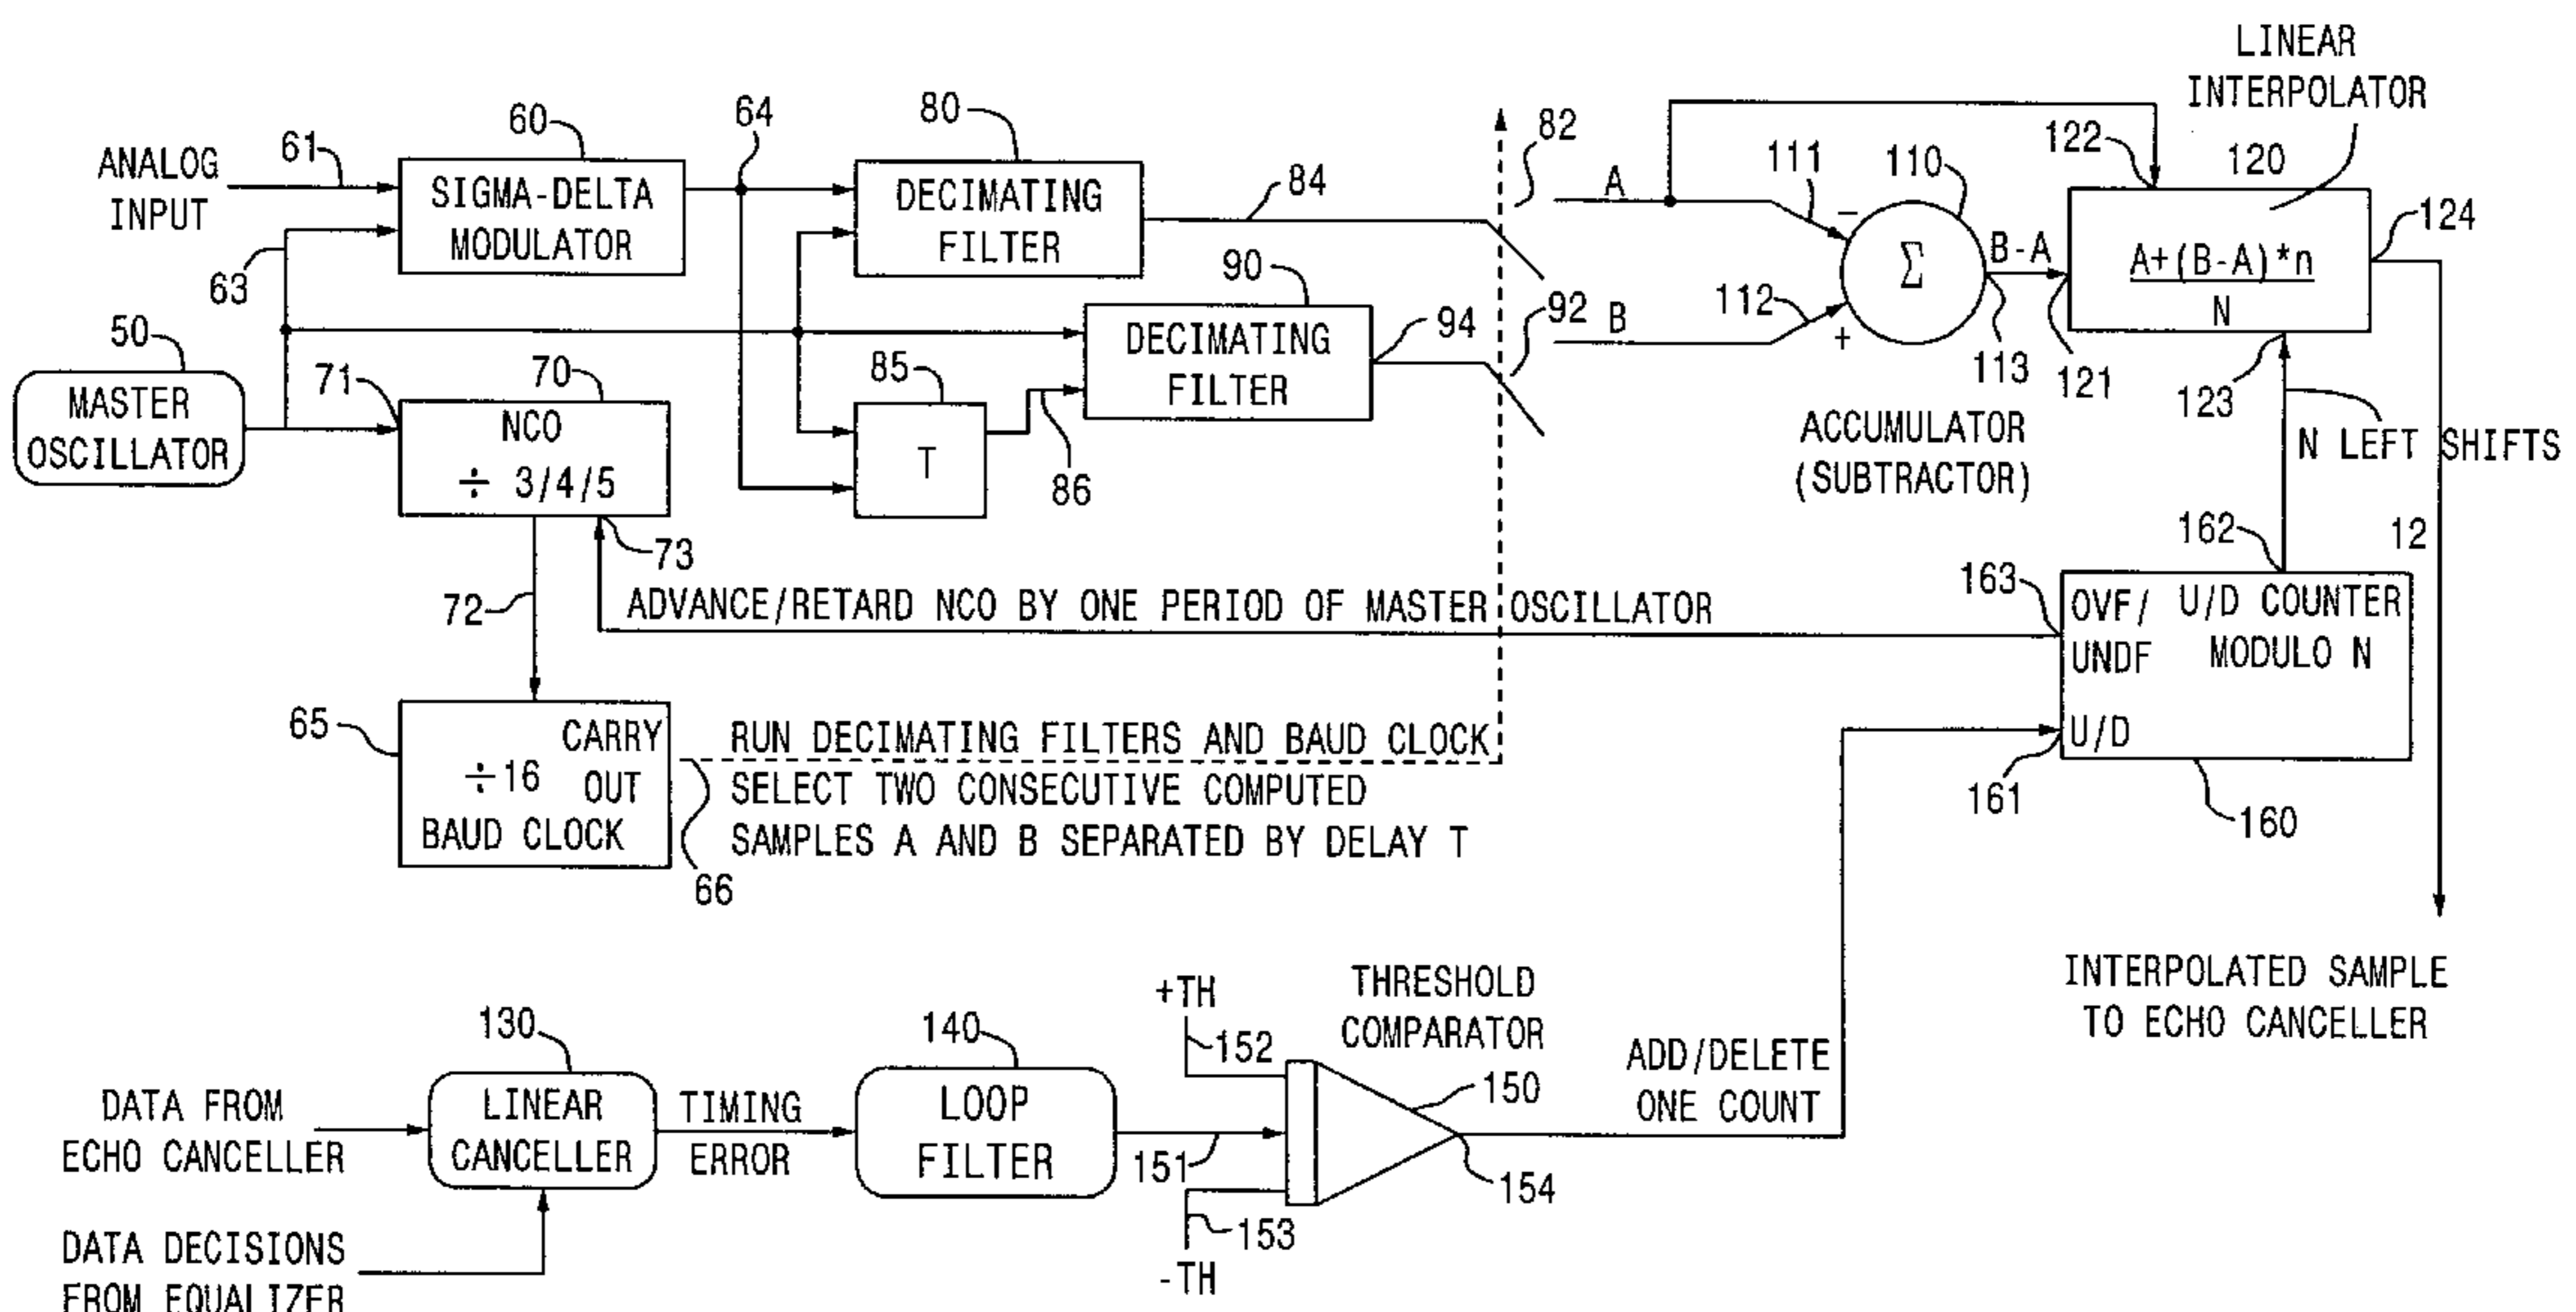 LINEAR
INTERPOLATOR
ANALOG
INPUT
61
60
SIGMA-DELTA
MODULATOR
63
64
80
DECIMATING
FILTER
84
82
A
111
−
110
Σ
B-A
122
120
A+(B-A)*n
N
124
50
MASTER
OSCILLATOR
71
70
NCO
÷ 3/4/5
73
85
T
86
90
DECIMATING
FILTER
94
92
B
112
+
113
121
123
ACCUMULATOR
(SUBTRACTOR)
N LEFT SHIFTS
12
72
ADVANCE/RETARD NCO BY ONE PERIOD OF MASTER OSCILLATOR
163
162
OVF/
UNDF
U/D COUNTER
MODULO N
U/D
161
160
65
CARRY
OUT
÷16
BAUD CLOCK
66
RUN DECIMATING FILTERS AND BAUD CLOCK
SELECT TWO CONSECUTIVE COMPUTED
SAMPLES A AND B SEPARATED BY DELAY T
INTERPOLATED SAMPLE
TO ECHO CANCELLER
DATA FROM
ECHO CANCELLER
130
LINEAR
CANCELLER
TIMING
ERROR
140
LOOP
FILTER
151
+TH
152
153
-TH
THRESHOLD
COMPARATOR
150
154
ADD/DELETE
ONE COUNT
DATA DECISIONS
FROM EQUALIZER